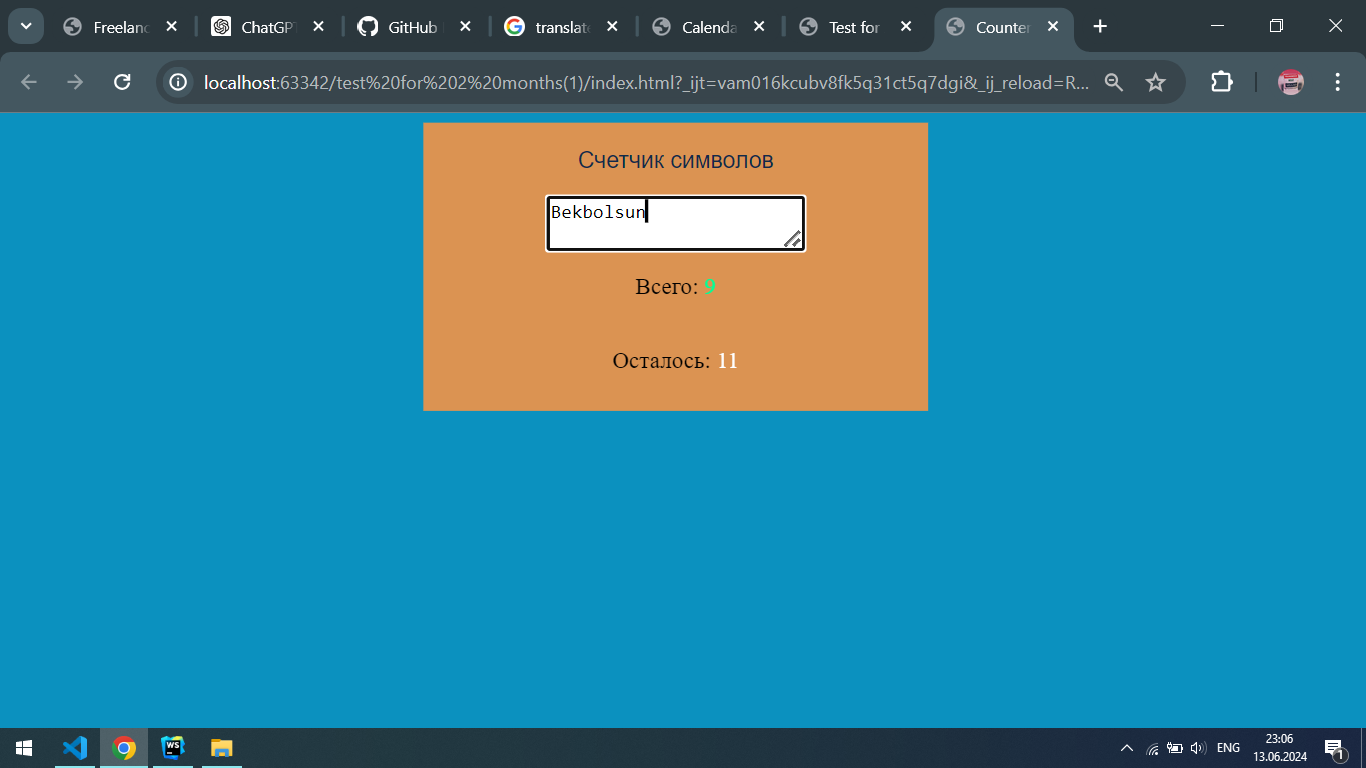 Freelanc
ChatGPT
GitHub
translate
Calenda
Test for
Counter
localhost:63342/test%20for%202%20months(1)/index.html?_ijt=vam016kcubv8fk5q31ct5q7dgi&_ij_reload=R...
Счетчик символов
Bekbolsun
Всего: 9
Осталось: 11
WS
ENG
23:06
13.06.2024
1